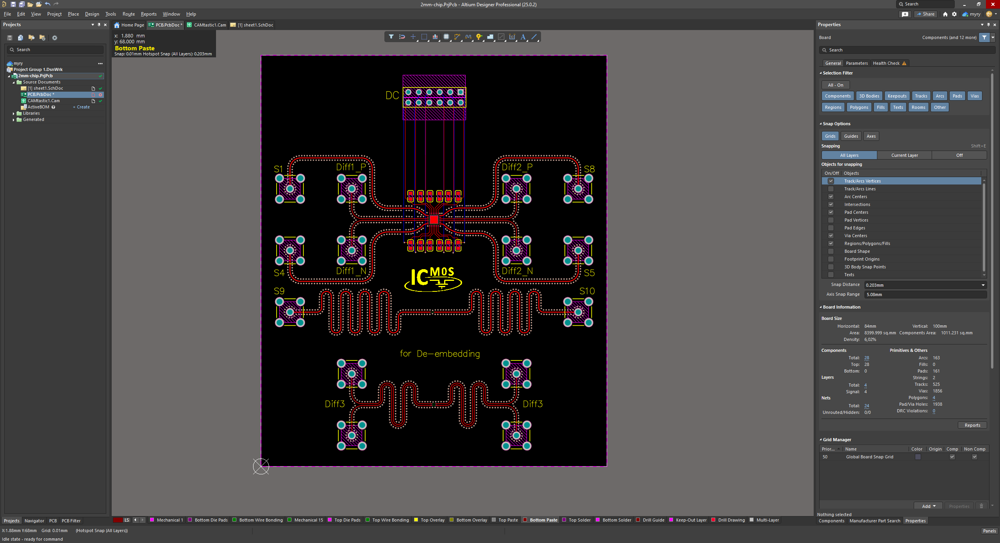 2mm-chip.PrjPcb - Altium Designer Professional (25.0.2)
Search
File Edit View Project Place Design Tools Route Reports Window Help
Share
myry
Projects
Search
myry
Project Group 1.DsnWrk
2mm-chip.PrjPcb
Source Documents
[1] sheet1.SchDoc
PCB.PcbDoc *
CAMtastic1.Cam
ActiveBOM
+ Create
Libraries
Generated
Home Page
PCB.PcbDoc *
CAMtastic1.Cam
[1] sheet1.SchDoc
x: 1.880 mm
y: 68.000 mm
Bottom Paste
Snap: 0.01mm Hotspot Snap (All Layers): 0.203mm
DC
S1 Diff1_P Diff2_P S8
S4 Diff1_N Diff2_N S5
ICM0S
S9 S10
for De-embedding
Diff3 Diff3
Properties
Board
Components (and 12 more)
Search
General Parameters Health Check
Selection Filter
All - On
Components 3D Bodies Keepouts Tracks Arcs Pads Vias
Regions Polygons Fills Texts Rooms Other
Snap Options
Grids Guides Axes
Snapping Shift+E
All Layers Current Layer Off
Objects for snapping
On/Off Objects
Track/Arcs Vertices
Track/Arcs Lines
Arc Centers
Intersections
Pad Centers
Pad Vertices
Pad Edges
Via Centers
Regions/Polygons/Fills
Board Shape
Footprint Origins
3D Body Snap Points
Texts
Snap Distance 0.203mm
Axis Snap Range 5.08mm
Board Information
Board Size
Horizontal: 84mm Vertical: 100mm
Area: 8399.999 sq.mm Components Area: 1011.231 sq.mm
Density: 6,02%
Components
Total: 28
Top: 28
Bottom: 0
Layers
Total: 4
Signal: 4
Nets
Total: 24
Unrouted/Hidden: 0/0
Primitives & Others
Arcs: 163
Fills: 0
Pads: 161
Strings: 2
Tracks: 525
Vias: 1856
Polygons: 4
Pad/Via Holes: 1938
DRC Violations: 0
Reports
Grid Manager
Prior... Name Color Origin Comp Non Comp
50 Global Board Snap Grid
Add Properties
Nothing selected
Components Manufacturer Part Search Properties
Projects Navigator PCB PCB Filter
LS Mechanical 1 Bottom Die Pads Bottom Wire Bonding Mechanical 15 Top Die Pads Top Wire Bonding Top Overlay Bottom Overlay Top Paste Bottom Paste Top Solder Bottom Solder Drill Guide Keep-Out Layer Drill Drawing Multi-Layer
X:1.88mm Y:68mm Grid: 0.01mm (Hotspot Snap (All Layers))
Panels
Idle state - ready for command